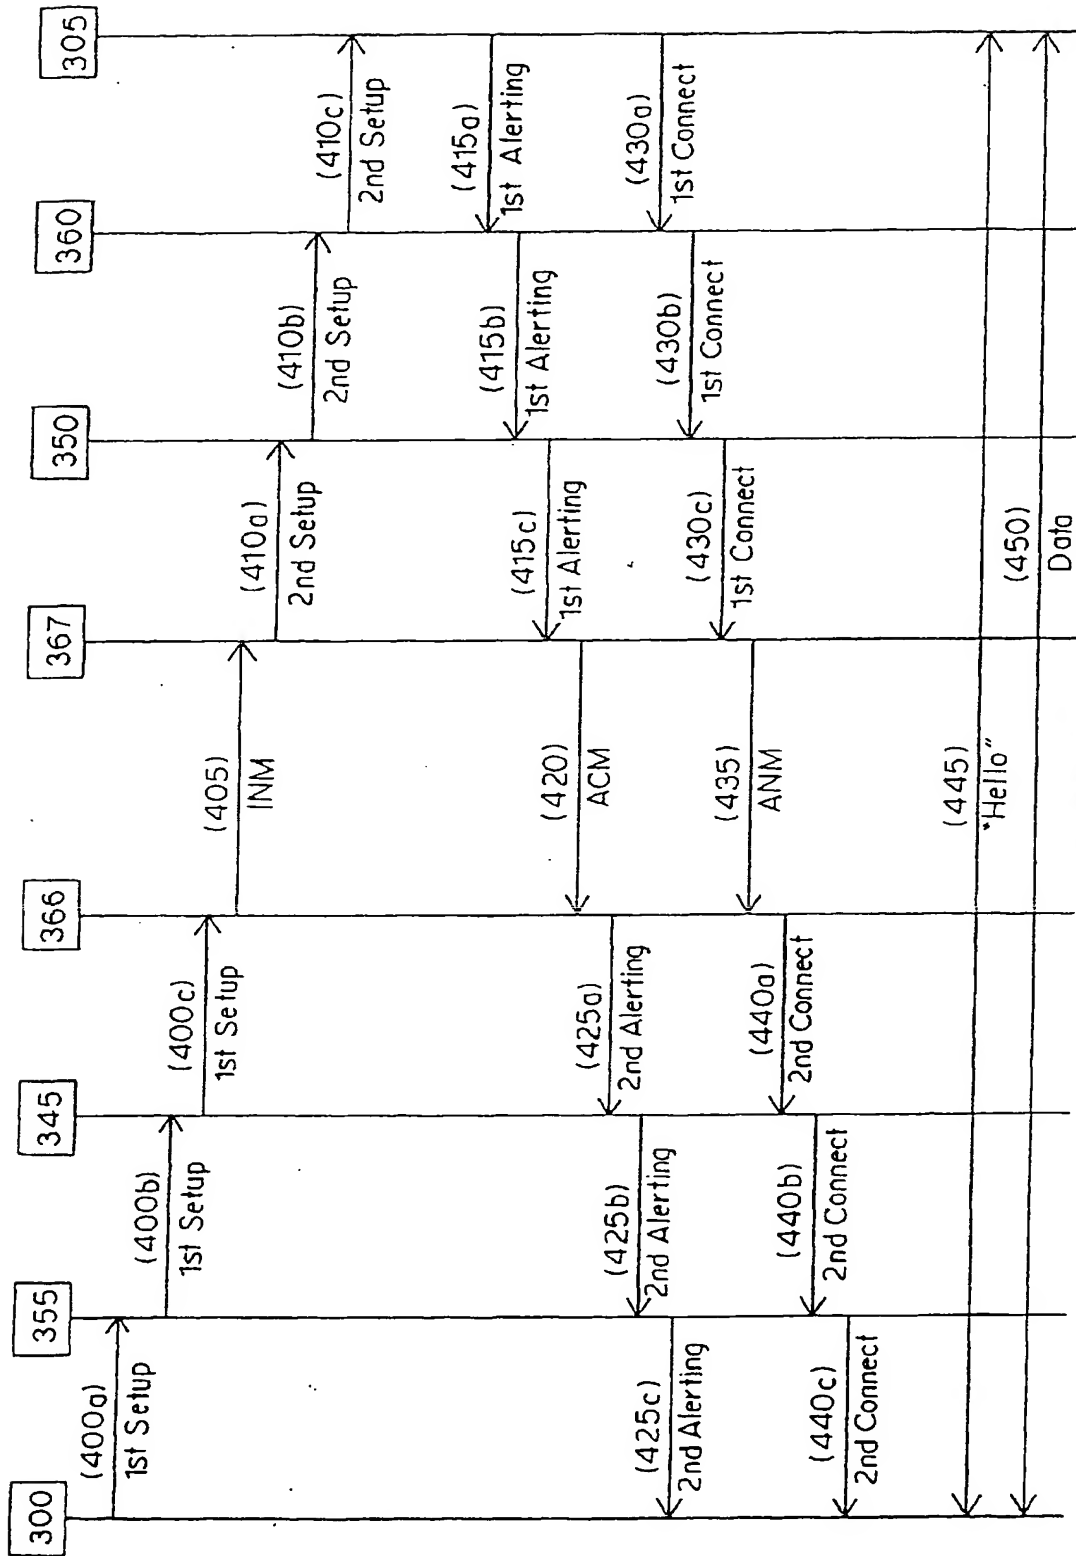 300
355
345
366
367
350
360
305
(400a)
1st Setup
(400b)
1st Setup
(400c)
1st Setup
(405)
INM
(410a)
2nd Setup
(410b)
2nd Setup
(410c)
2nd Setup
(415a)
1st Alerting
(415b)
1st Alerting
(415c)
1st Alerting
(420)
ACM
(425a)
2nd Alerting
(425b)
2nd Alerting
(425c)
2nd Alerting
(430a)
1st Connect
(430b)
1st Connect
(430c)
1st Connect
(435)
ANM
(440a)
2nd Connect
(440b)
2nd Connect
(440c)
2nd Connect
(445)
"Hello"
(450)
Data